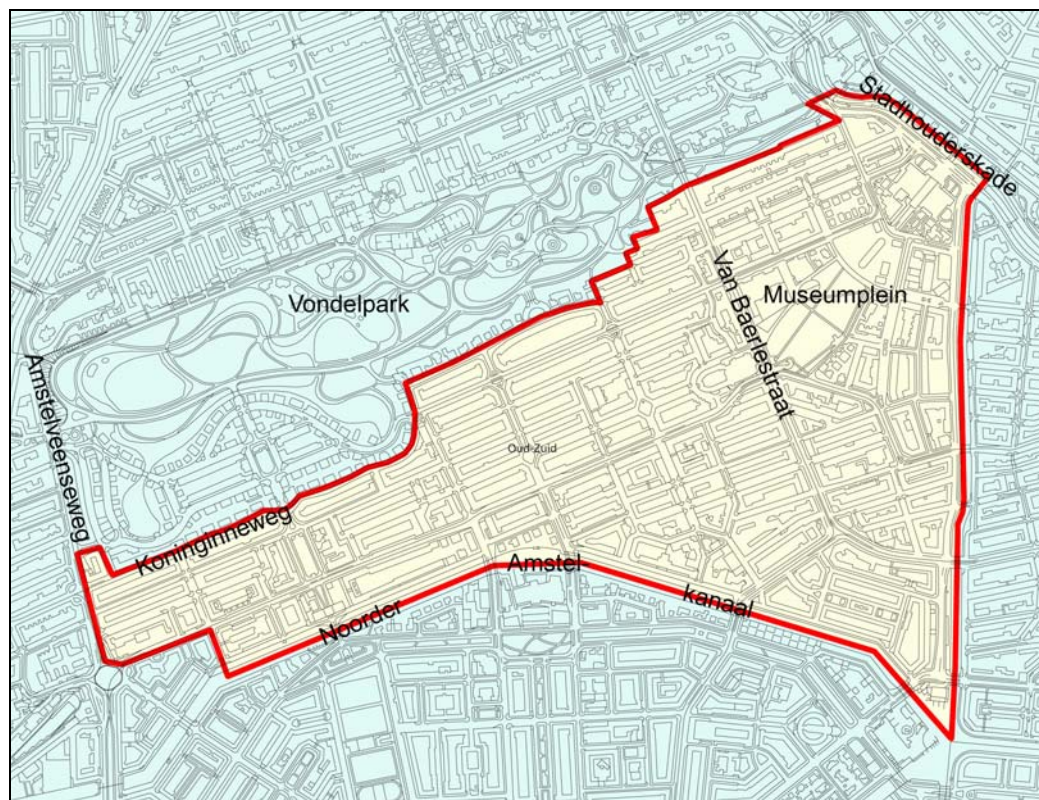 Stadhouderskade
Vondelpark
Museumplein
Van Baerlestraat
Amstelveenseweg
Oud-Zuid
Koninginneweg
Noorder
Amstel
kanaal